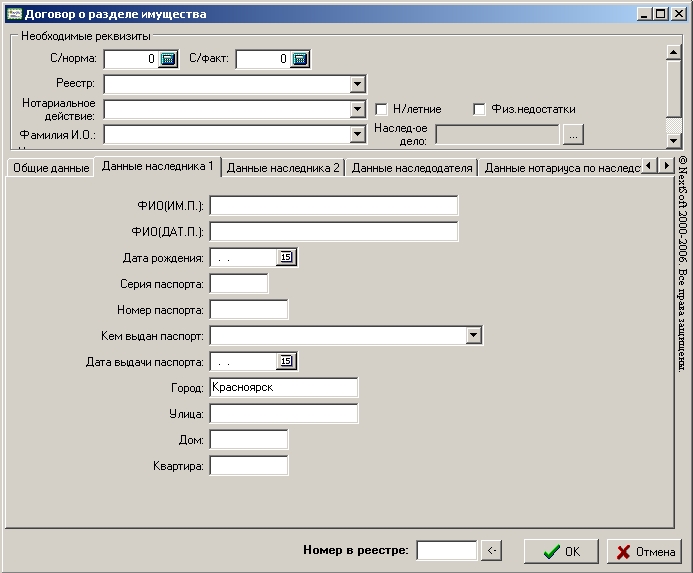 Договор о разделе имущества
Необходимые реквизиты
С/норма: 0 С/факт: 0
Реестр:
Нотариальное действие: Н/летние Физ.недостатки
Фамилия И.О.: Наслед-ое дело: ...
Общие данные Данные наследника 1 Данные наследника 2 Данные наследодателя Данные нотариуса по наследст
© NextSoft 2000-2006. Все права защищены.
ФИО(ИМ.П.):
ФИО(ДАТ.П.):
Дата рождения: . . 15
Серия паспорта:
Номер паспорта:
Кем выдан паспорт:
Дата выдачи паспорта: . . 15
Город: Красноярск
Улица:
Дом:
Квартира:
Номер в реестре: <- OK Отмена